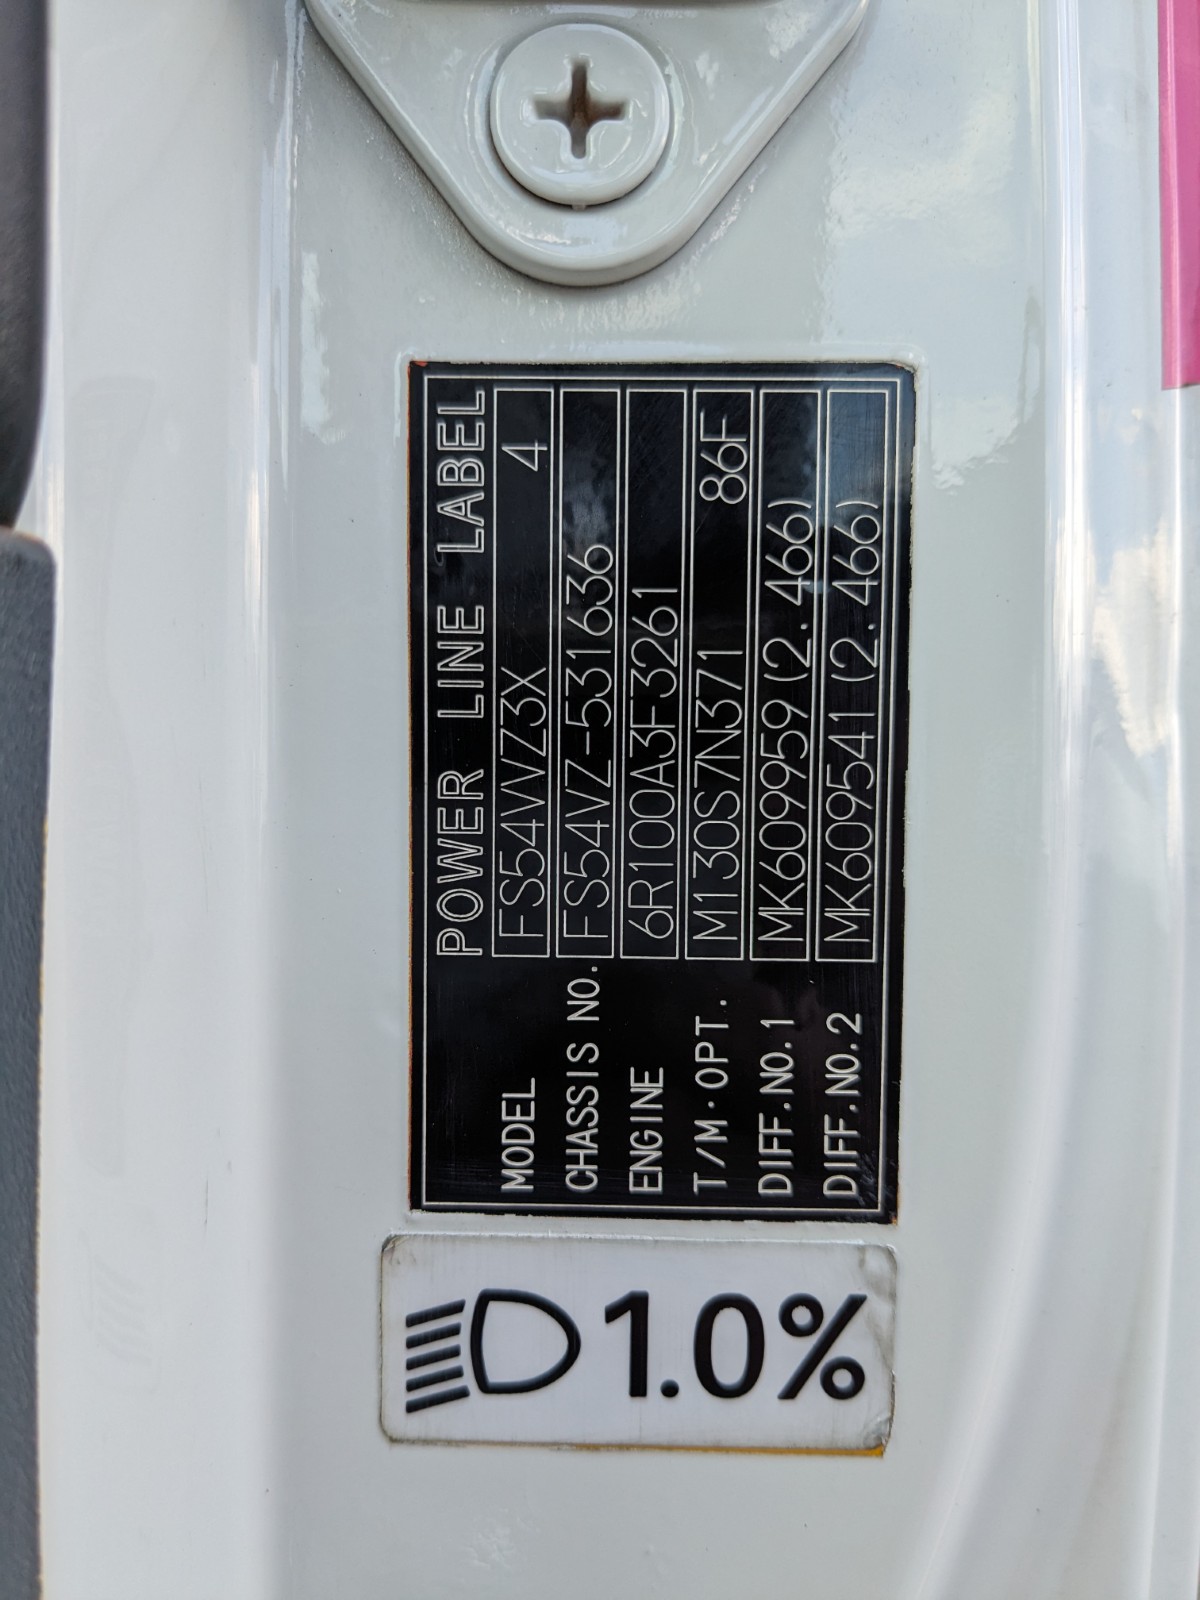 POWER LINE LABEL
MODEL FS54VVZ3X 4
CHASSIS NO. FS54VZ-531636
ENGINE 6R100A3F3261
T/M·OPT. M130S7N371 86F
DIFF.NO.1 MK609959(2.466)
DIFF.NO.2 MK609541(2.466)
1.0%